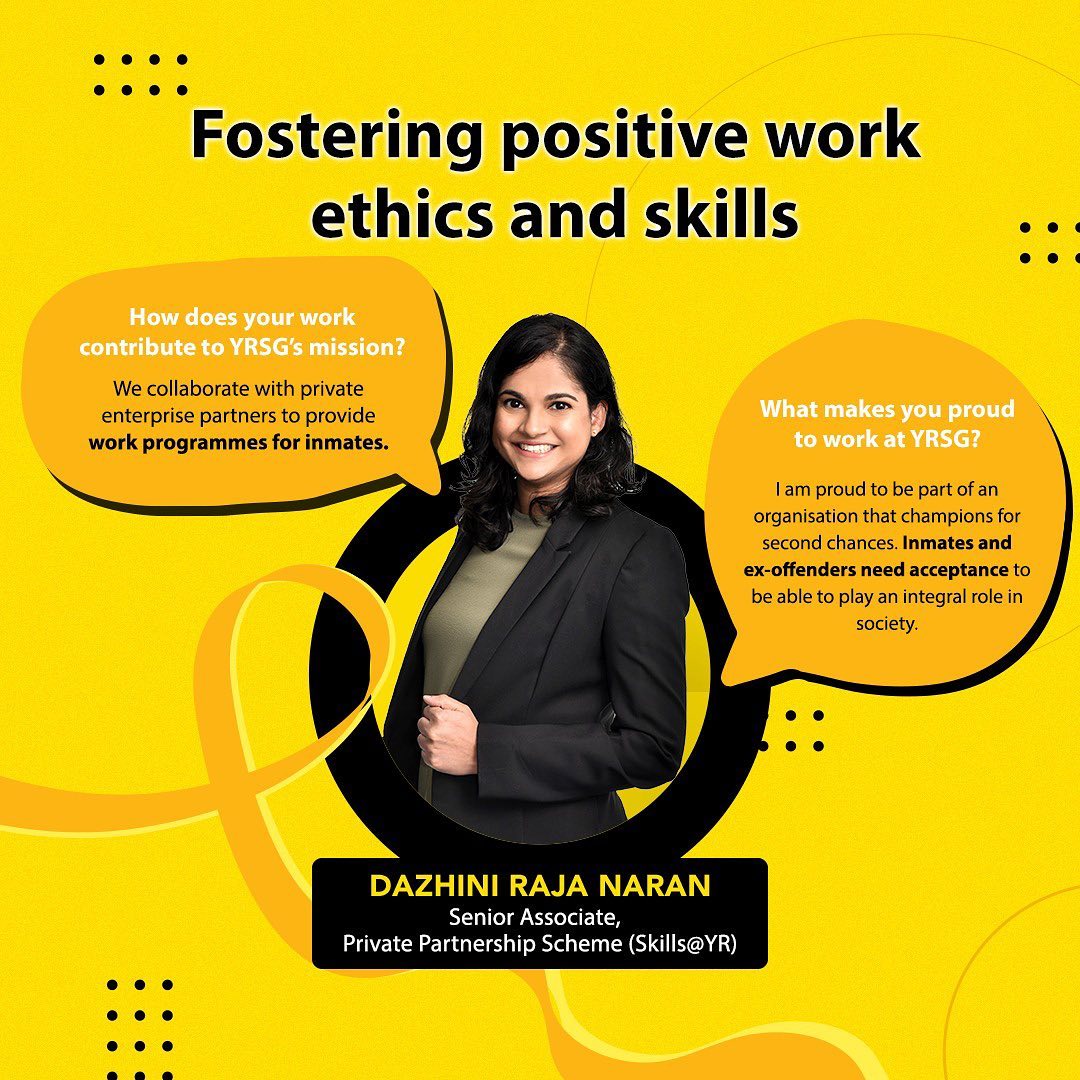 Fostering positive work
ethics and skills
How does your work
contribute to YRSG's mission?
We collaborate with private
enterprise partners to provide
work programmes for inmates.
What makes you proud
to work at YRSG?
I am proud to be part of an
organisation that champions for
second chances. Inmates and
ex-offenders need acceptance to
be able to play an integral role in
society.
DAZHINI RAJA NARAN
Senior Associate,
Private Partnership Scheme (Skills@YR)